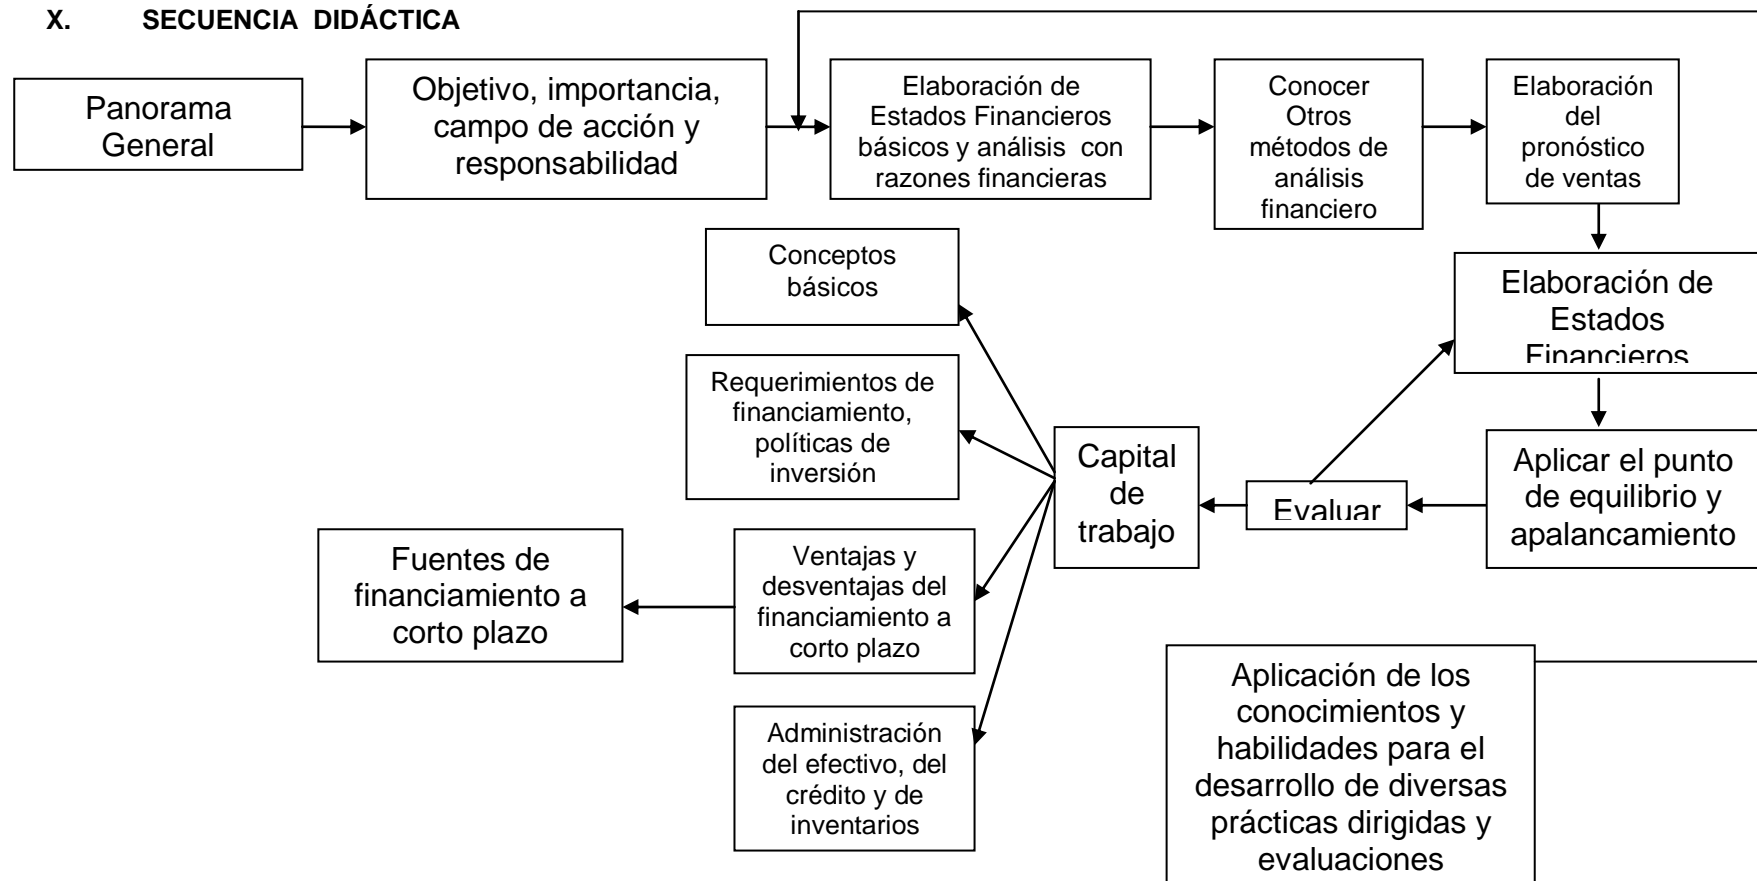 X. SECUENCIA DIDÁCTICA
Panorama
General
Objetivo, importancia,
campo de acción y
responsabilidad
Elaboración de
Estados Financieros
básicos y análisis con
razones financieras
Conocer
Otros
métodos de
análisis
financiero
Elaboración
del
pronóstico
de ventas
Elaboración de
Estados
Financieros
Aplicar el punto
de equilibrio y
apalancamiento
Evaluar
Capital
de
trabajo
Conceptos
básicos
Requerimientos de
financiamiento,
políticas de
inversión
Ventajas y
desventajas del
financiamiento a
corto plazo
Fuentes de
financiamiento a
corto plazo
Administración
del efectivo, del
crédito y de
inventarios
Aplicación de los
conocimientos y
habilidades para el
desarrollo de diversas
prácticas dirigidas y
evaluaciones